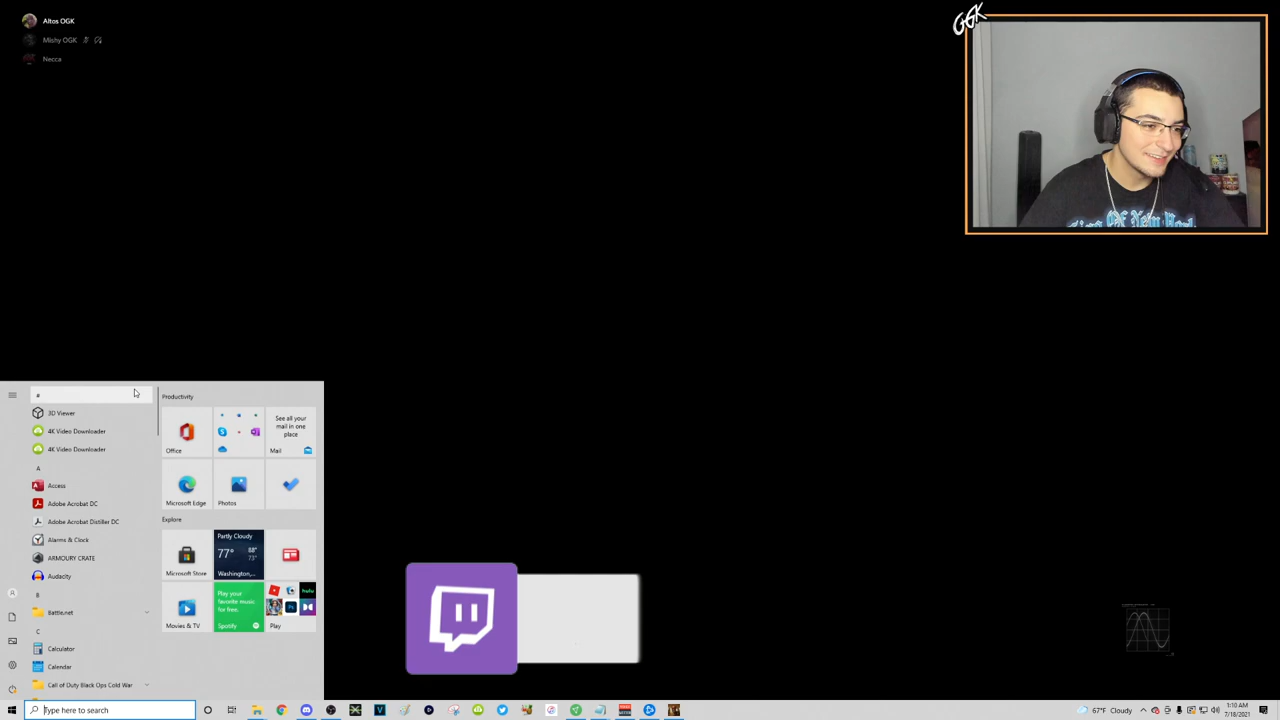 Altos OGK
Mishy OGK
Necca
OGK
#
3D Viewer
4K Video Downloader
4K Video Downloader
A
Access
Adobe Acrobat DC
Adobe Acrobat Distiller DC
Alarms & Clock
ARMOURY CRATE
Audacity
B
Battle.net
C
Calculator
Calendar
Call of Duty Black Ops Cold War
Productivity
Office
See all your
mail in one
place
Mail
Microsoft Edge
Photos
Explore
Microsoft Store
Partly Cloudy
77°
88°
73°
Washington,...
Movies & TV
Play your
favorite music
for free.
Spotify
hulu
Play
Type here to search
67°F Cloudy
1:10 AM
7/18/2021